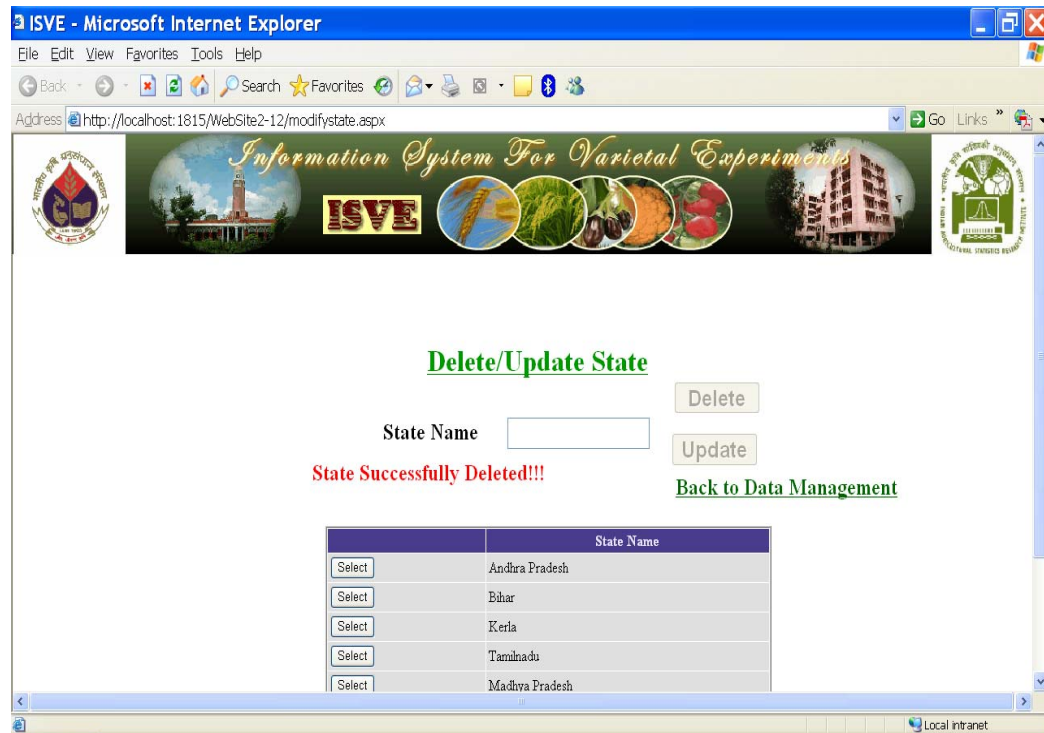 ISVE - Microsoft Internet Explorer
File Edit View Favorites Tools Help
Back Search Favorites
Address http://localhost:1815/WebSite2-12/modifystate.aspx Go Links »
Information System For Varietal Experiments
ISVE
Delete/Update State
Delete
State Name
Update
State Successfully Deleted!!!
Back to Data Management
State Name
Select Andhra Pradesh
Select Bihar
Select Kerla
Select Tamilnadu
Select Madhya Pradesh
Local intranet